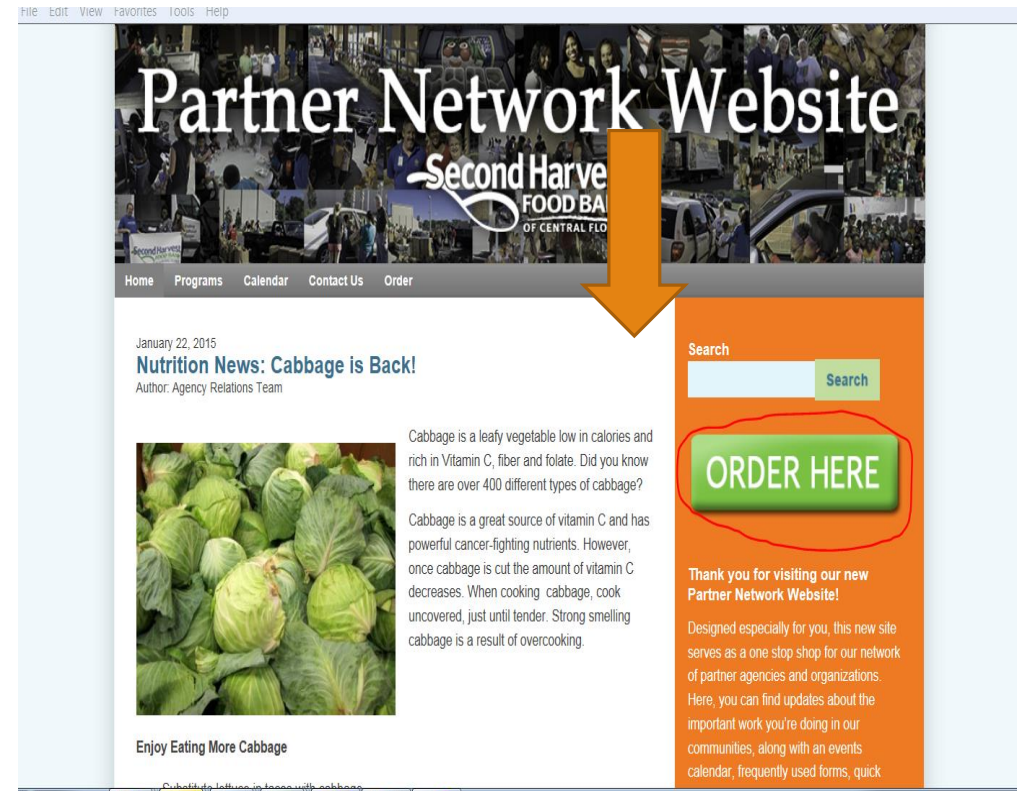 File Edit View Favorites Tools Help
Partner Network Website
Second Harve
FOOD BA
OF CENTRAL FLO
Second Harvest
Home Programs Calendar Contact Us Order
January 22, 2015
Nutrition News: Cabbage is Back!
Author: Agency Relations Team
Cabbage is a leafy vegetable low in calories and
rich in Vitamin C, fiber and folate. Did you know
there are over 400 different types of cabbage?
Cabbage is a great source of vitamin C and has
powerful cancer-fighting nutrients. However,
once cabbage is cut the amount of vitamin C
decreases. When cooking cabbage, cook
uncovered, just until tender. Strong smelling
cabbage is a result of overcooking.
Enjoy Eating More Cabbage
Substitute lettuce in tacos with cabbage
Search
Search
ORDER HERE
Thank you for visiting our new
Partner Network Website!
Designed especially for you, this new site
serves as a one stop shop for our network
of partner agencies and organizations.
Here, you can find updates about the
important work you're doing in our
communities, along with an events
calendar, frequently used forms, quick